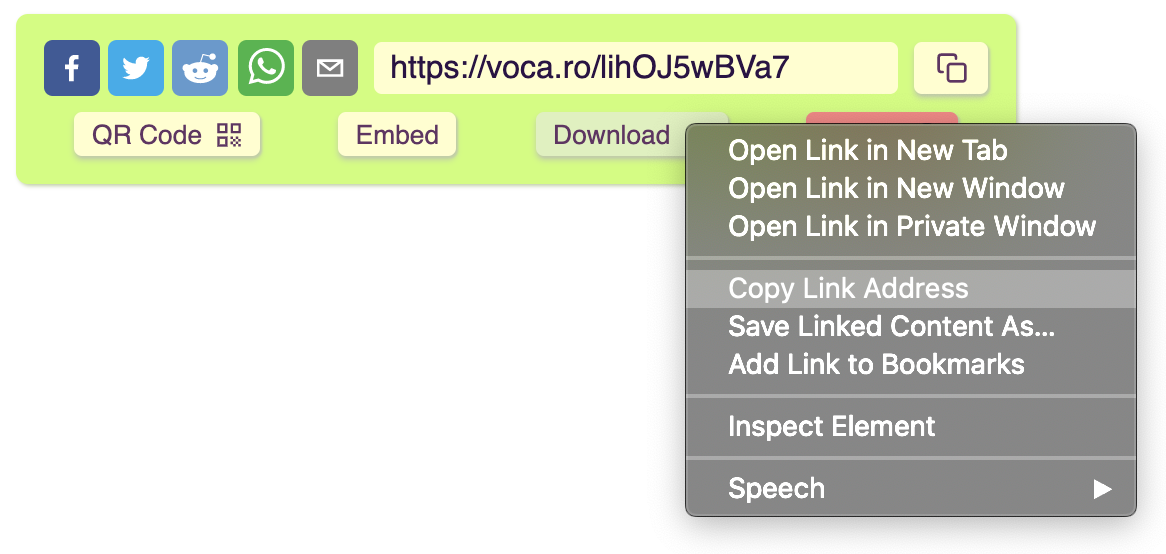 https://voca.ro/lihOJ5wBVa7
QR Code
Embed
Download
Open Link in New Tab
Open Link in New Window
Open Link in Private Window
Copy Link Address
Save Linked Content As...
Add Link to Bookmarks
Inspect Element
Speech